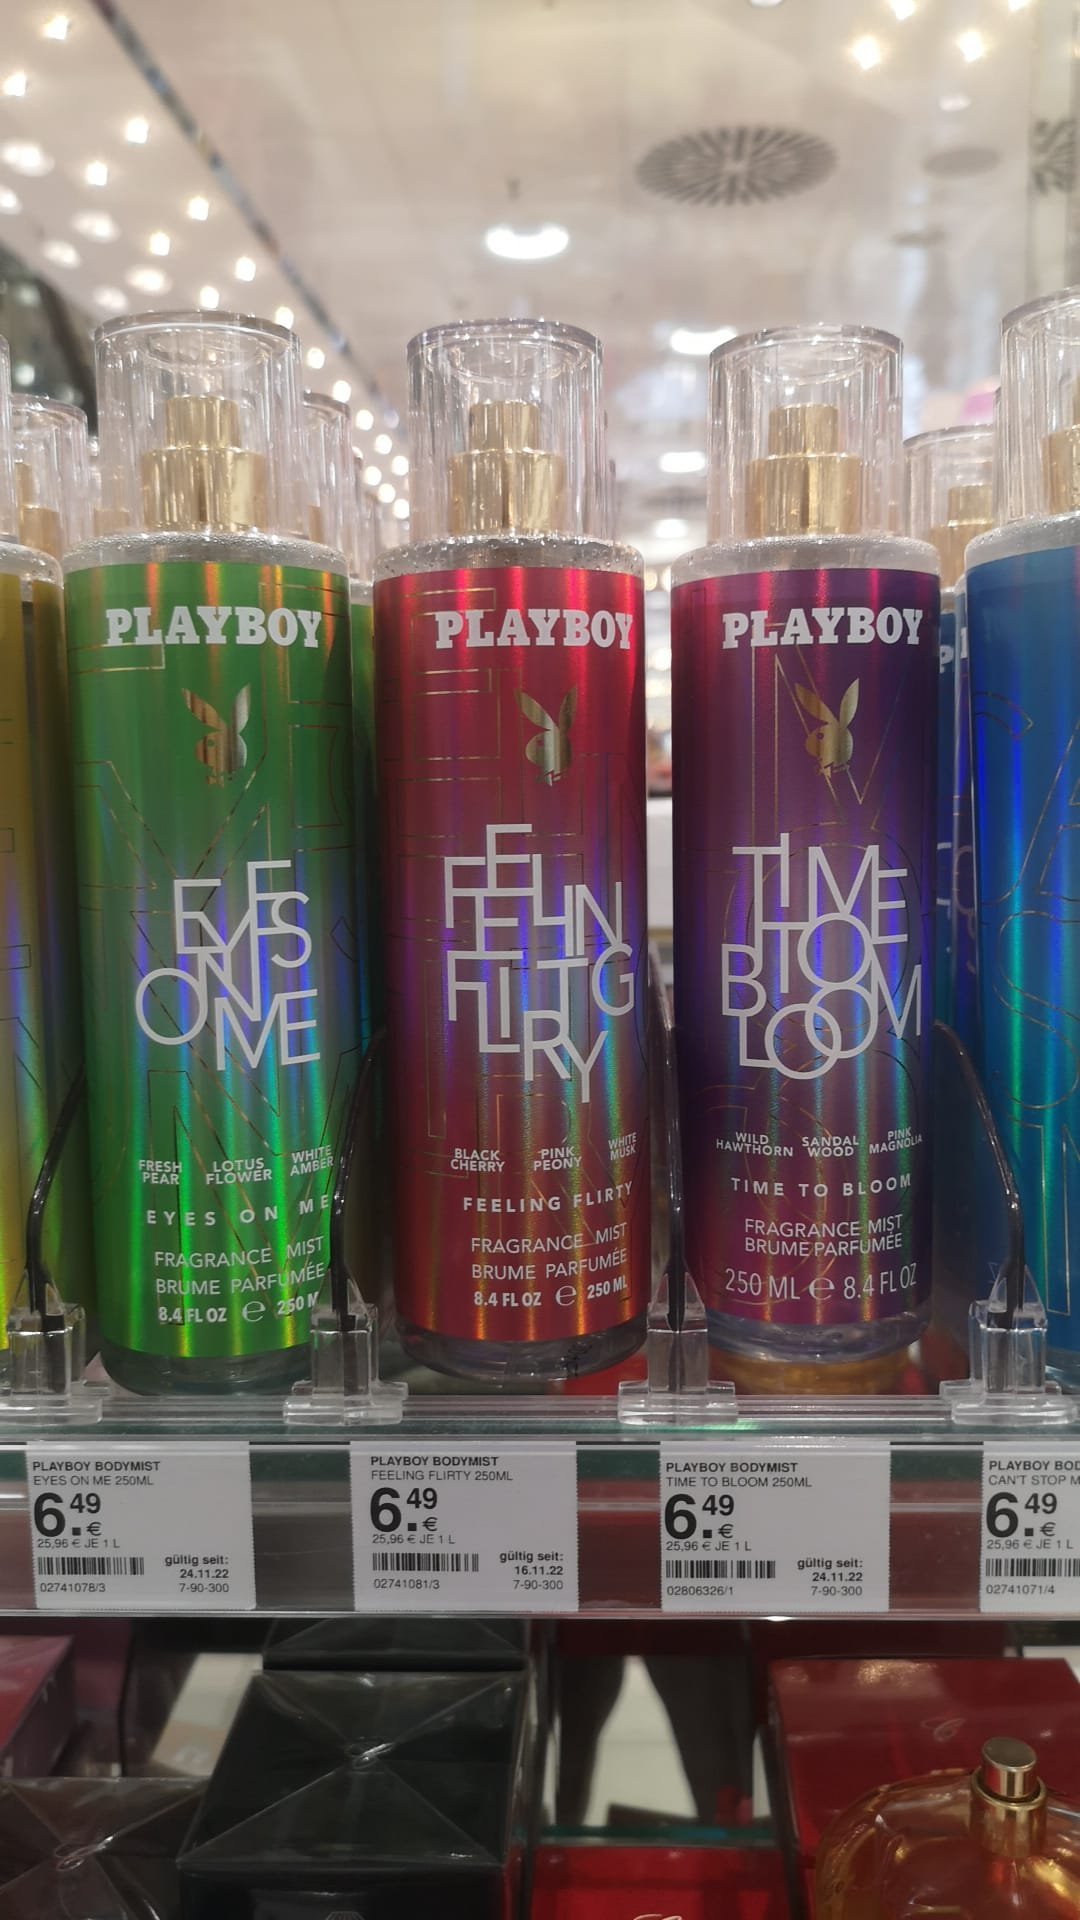 PLAYBOY
EYES
ON ME
FRESH PEAR
LOTUS FLOWER
WHITE AMBER
EYES ON ME
FRAGRANCE MIST
BRUME PARFUMÉE
8.4 FL OZ e 250 M
PLAYBOY
FEELING
FLIRTY
BLACK CHERRY
PINK PEONY
WHITE MUSK
FEELING FLIRTY
FRAGRANCE MIST
BRUME PARFUMÉE
8.4 FL OZ e 250 ML
PLAYBOY
TIME
TO
BLOOM
WILD HAWTHORN
SANDAL WOOD
PINK MAGNOLIA
TIME TO BLOOM
FRAGRANCE MIST
BRUME PARFUMÉE
250 ML e 8.4 FL OZ
PLAYBOY BODYMIST
EYES ON ME 250ML
6.49 €
25,96 € JE 1 L
gültig seit:
24.11.22
02741078/3 7-90-300
PLAYBOY BODYMIST
FEELING FLIRTY 250ML
6.49 €
25,96 € JE 1 L
gültig seit:
16.11.22
02741081/3 7-90-300
PLAYBOY BODYMIST
TIME TO BLOOM 250ML
6.49 €
25,96 € JE 1 L
gültig seit:
24.11.22
02806326/1 7-90-300
PLAYBOY BOD
CAN'T STOP M
6.49 €
25,96 € JE 1 L
02741071/4